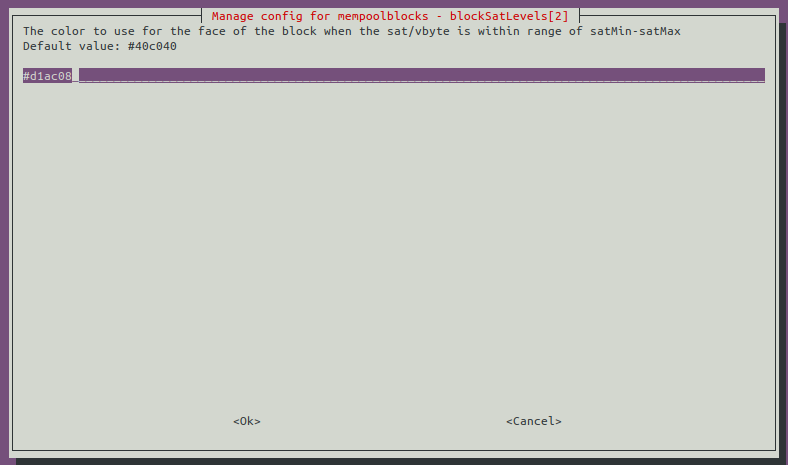 Manage config for mempoolblocks - blockSatLevels[2]
The color to use for the face of the block when the sat/vbyte is within range of satMin-satMax
Default value: #40c040
#d1ac08
<Ok> <Cancel>